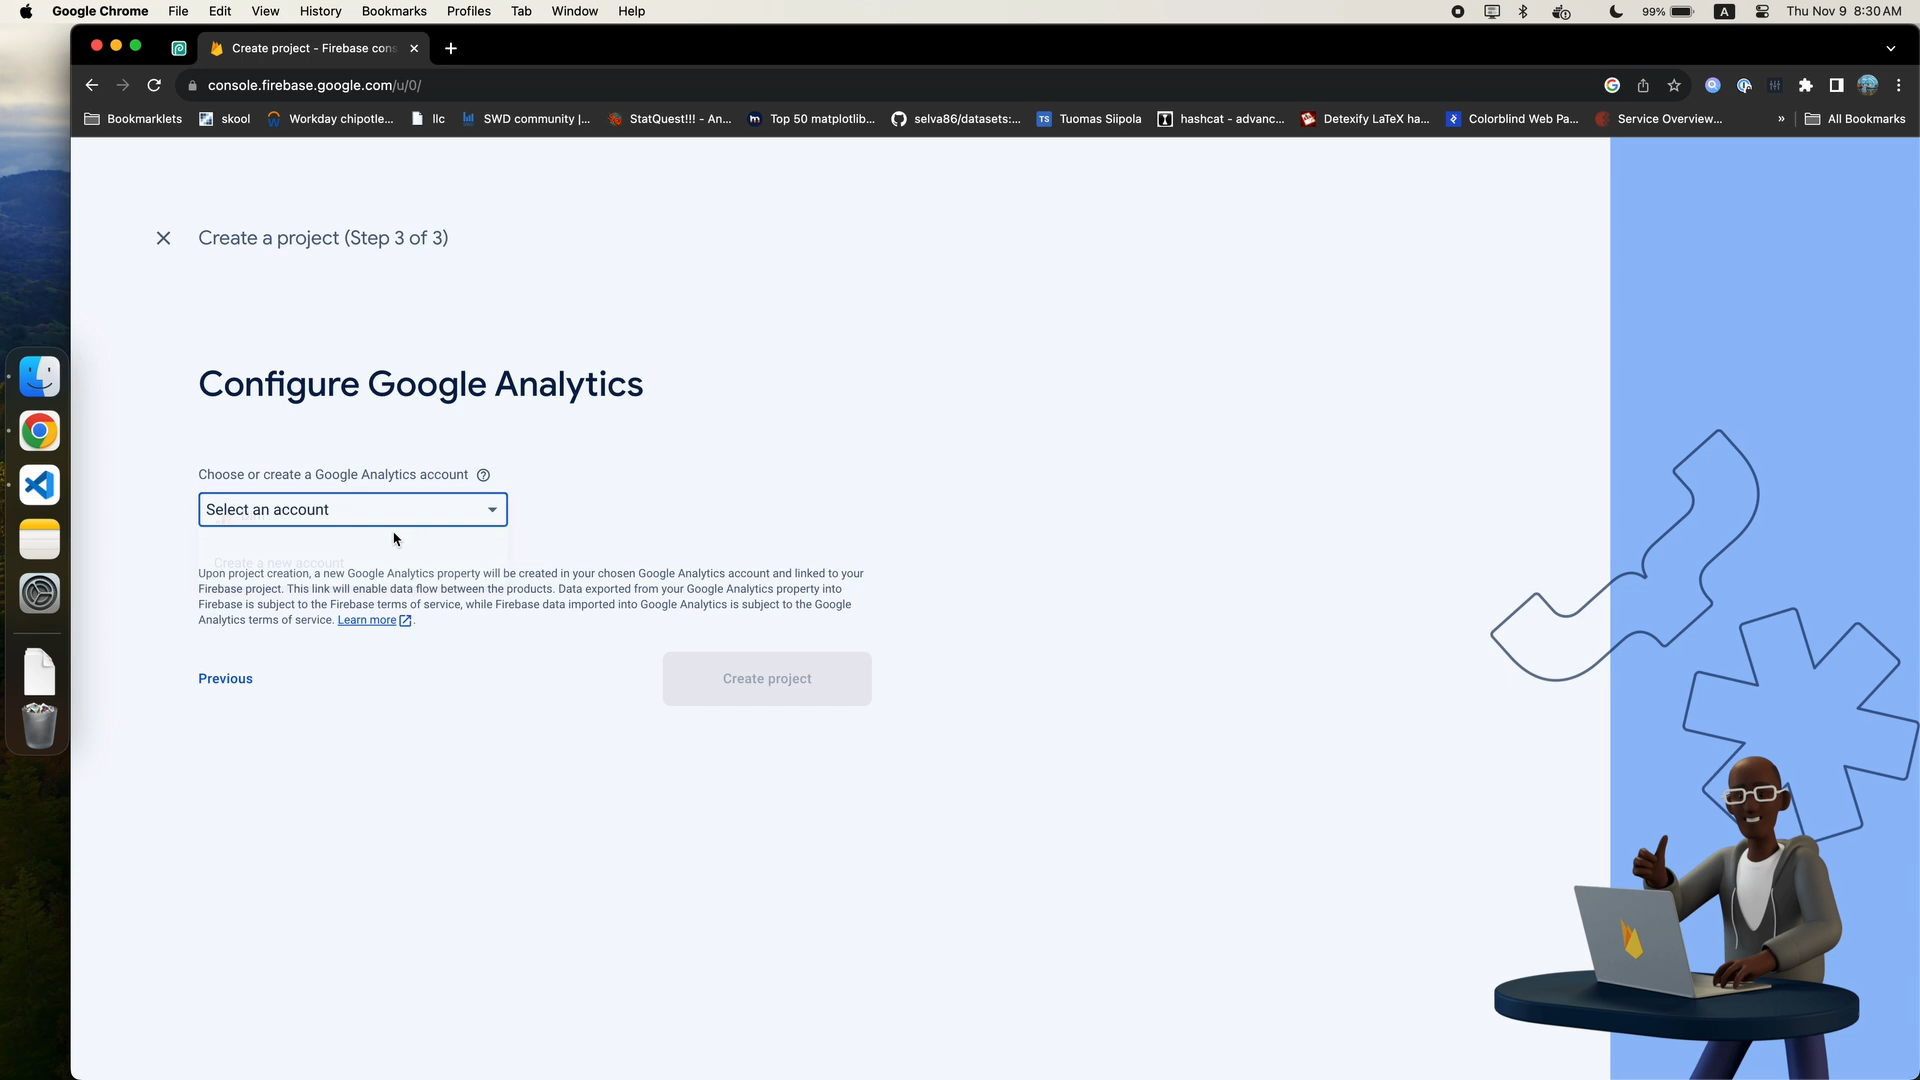 Google Chrome File Edit View History Bookmarks Profiles Tab Window Help 99% A Thu Nov 9 8:30 AM
Create project - Firebase cons
console.firebase.google.com/u/0/
Bookmarklets skool Workday chipotle... llc SWD community |... StatQuest!!! - An... Top 50 matplotlib... selva86/datasets:... TS Tuomas Siipola hashcat - advanc... Detexify LaTeX ha... Colorblind Web Pa... Service Overview... » All Bookmarks
Create a project (Step 3 of 3)
Configure Google Analytics
Choose or create a Google Analytics account
Select an account
Create a new account
Upon project creation, a new Google Analytics property will be created in your chosen Google Analytics account and linked to your
Firebase project. This link will enable data flow between the products. Data exported from your Google Analytics property into
Firebase is subject to the Firebase terms of service, while Firebase data imported into Google Analytics is subject to the Google
Analytics terms of service. Learn more .
Previous
Create project